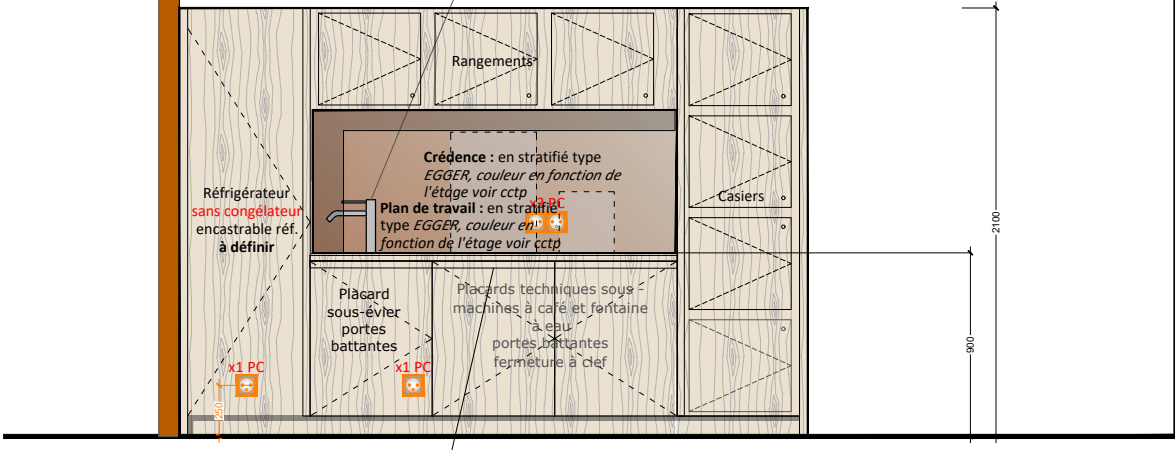 Rangements
Crédence : en stratifié type
EGGER, couleur en fonction de
l'étage voir cctp
x2 PC
Plan de travail : en stratifié
type EGGER, couleur en
fonction de l'étage voir cctp
Réfrigérateur
sans congélateur
encastrable réf.
à définir
Casiers
2100
Placard
sous-évier
portes
battantes
Placards techniques sous -
machines à café et fontaine
à eau
portes battantes
fermeture à clef
900
x1 PC
x1 PC
250